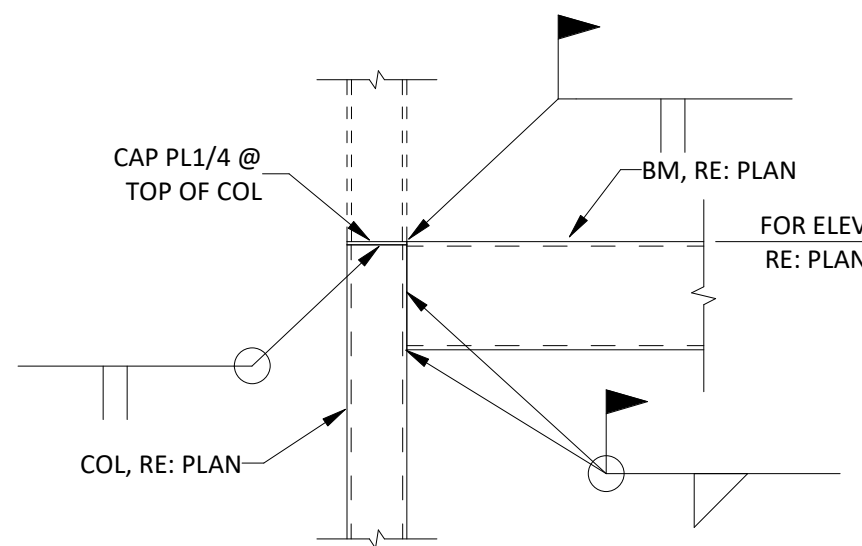 CAP PL1/4 @
TOP OF COL
BM, RE: PLAN
FOR ELEV
RE: PLAN
COL, RE: PLAN